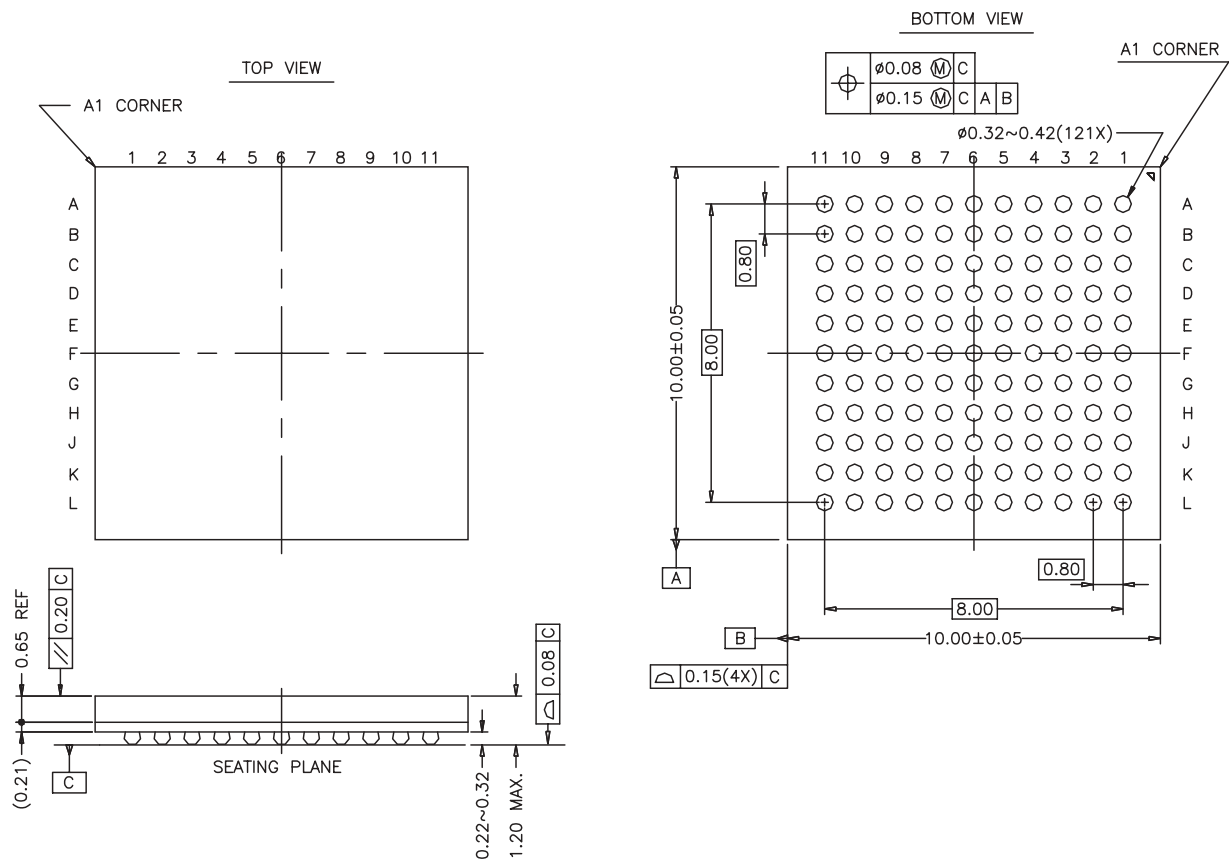 TOP VIEW
A1 CORNER
1 2 3 4 5 6 7 8 9 10 11
A
B
C
D
E
F
G
H
J
K
L
BOTTOM VIEW
A1 CORNER
ø0.08 Ⓜ C
ø0.15 Ⓜ C A B
ø0.32~0.42(121X)
11 10 9 8 7 6 5 4 3 2 1
A
B
C
D
E
F
G
H
J
K
L
0.80
8.00
10.00±0.05
A
0.80
8.00
B
10.00±0.05
0.15(4X) C
0.65 REF
(0.21)
// 0.20 C
C
SEATING PLANE
0.22~0.32
1.20 MAX.
0.08 C